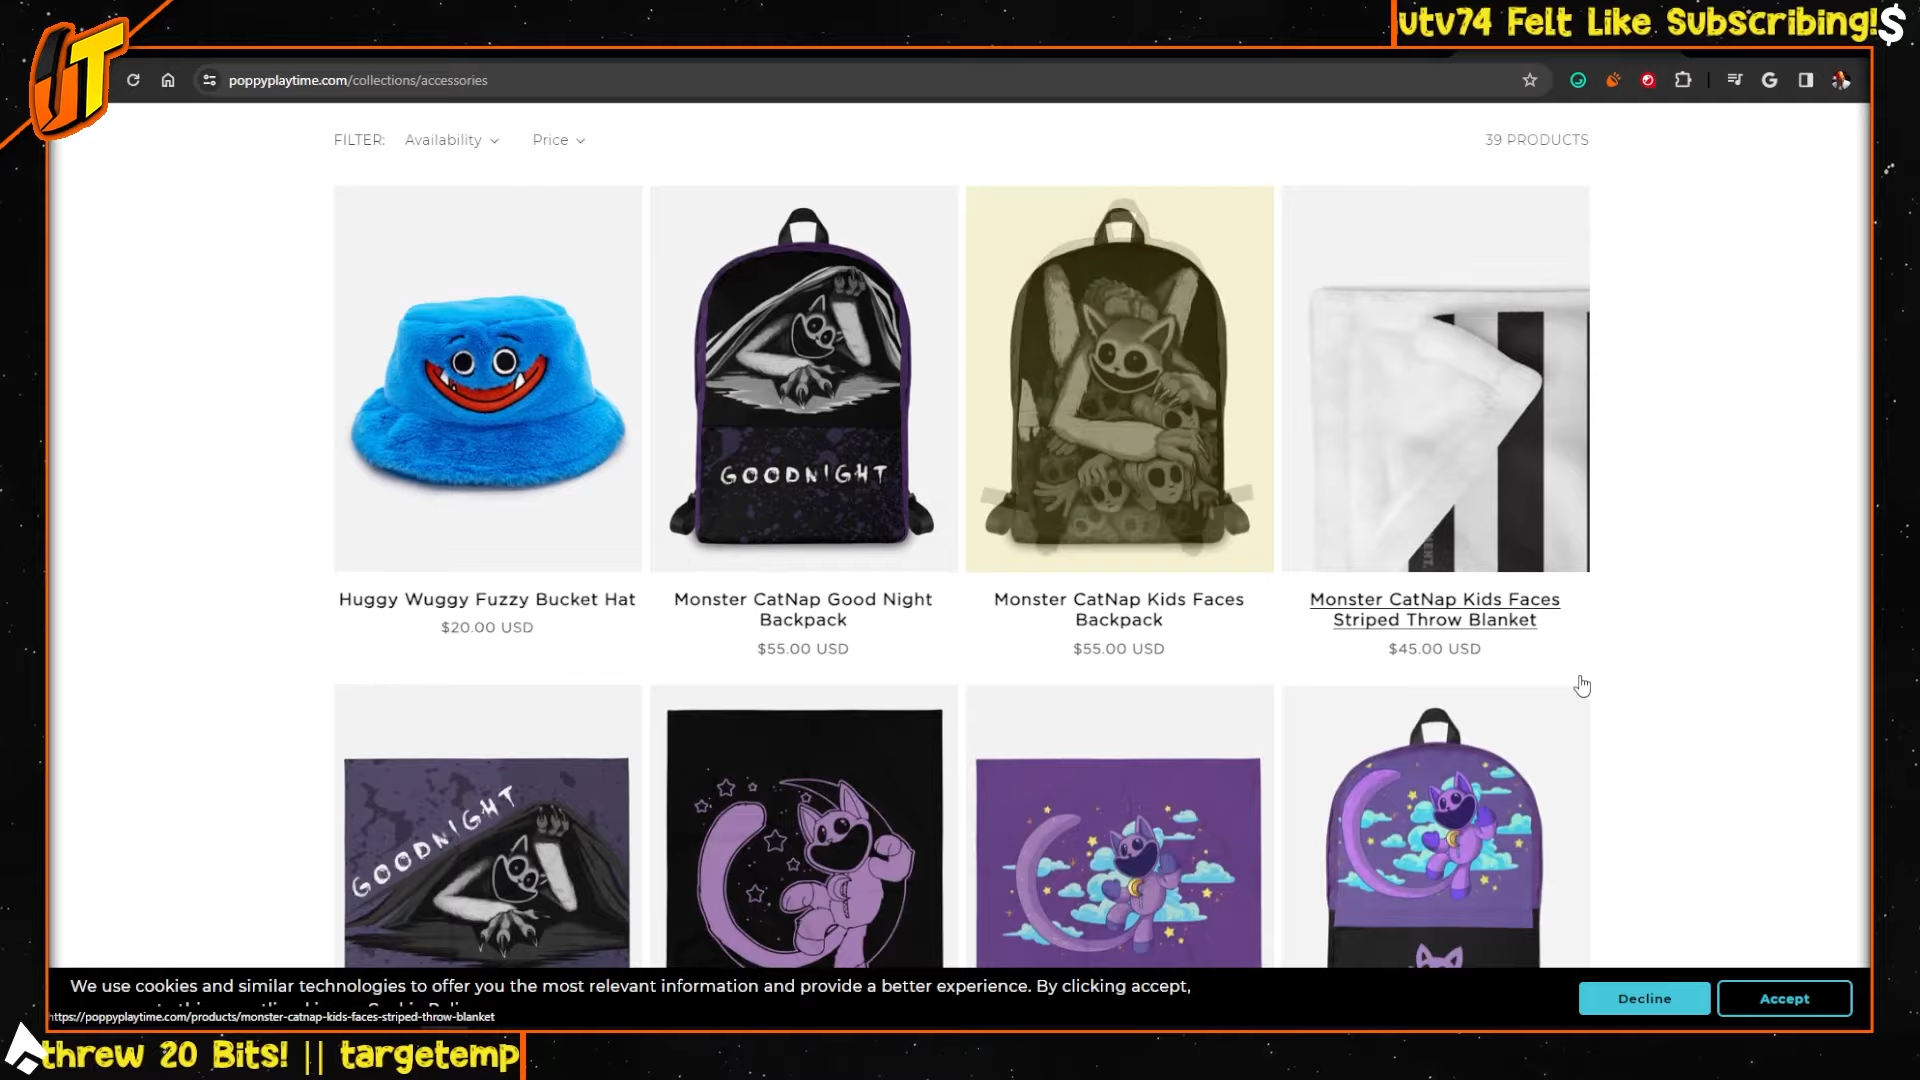 utv74 Felt Like Subscribing!$
JT
poppyplaytime.com/collections/accessories
FILTER: Availability Price
39 PRODUCTS
GOODNIGHT
Huggy Wuggy Fuzzy Bucket Hat
$20.00 USD
Monster CatNap Good Night
Backpack
$55.00 USD
Monster CatNap Kids Faces
Backpack
$55.00 USD
Monster CatNap Kids Faces
Striped Throw Blanket
$45.00 USD
GOODNIGHT
We use cookies and similar technologies to offer you the most relevant information and provide a better experience. By clicking accept,
Decline
Accept
https://poppyplaytime.com/products/monster-catnap-kids-faces-striped-throw-blanket
threw 20 Bits! || targetemp